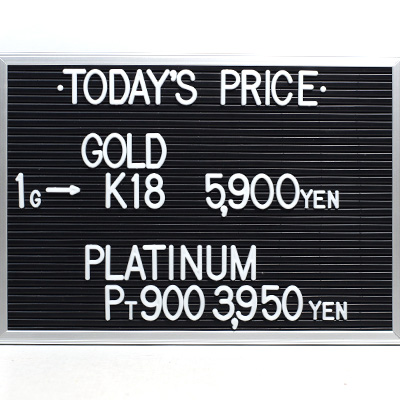 ·TODAY'S PRICE·
GOLD
1G→ K18 5,900YEN
PLATINUM
PT900 3,950YEN